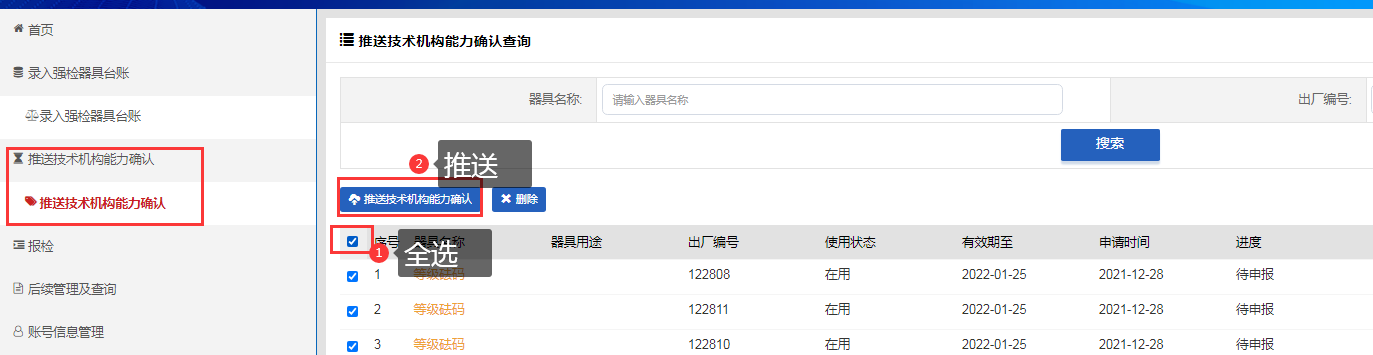 首页
录入强检器具台账
录入强检器具台账
推送技术机构能力确认
推送技术机构能力确认
报检
后续管理及查询
账号信息管理
推送技术机构能力确认查询
器具名称: 请输入器具名称 出厂编号:
搜索
2 推送
推送技术机构能力确认 删除
序号 器具名称 器具用途 出厂编号 使用状态 有效期至 申请时间 进度
1 全选
1 等级砝码 122808 在用 2022-01-25 2021-12-28 待申报
2 等级砝码 122811 在用 2022-01-25 2021-12-28 待申报
3 等级砝码 122810 在用 2022-01-25 2021-12-28 待申报